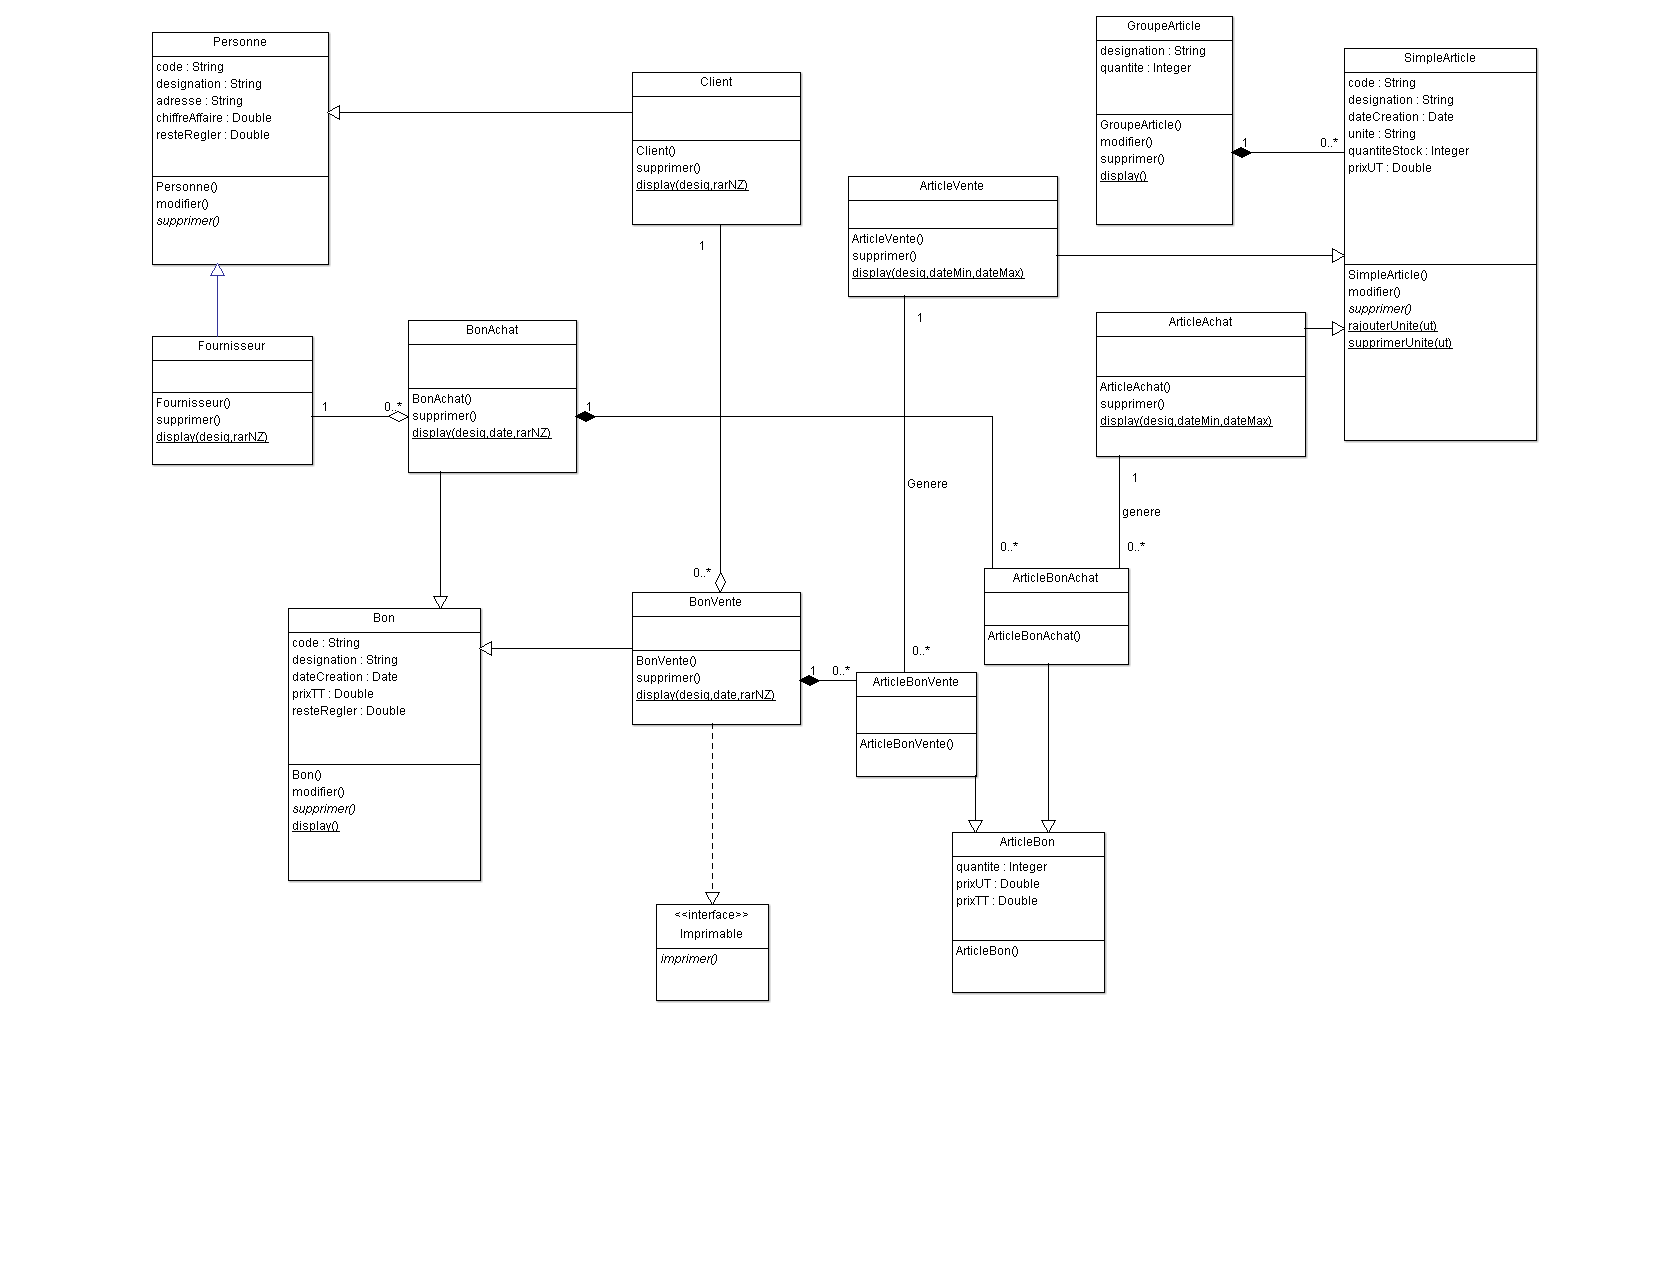 Personne
code : String
designation : String
adresse : String
chiffreAffaire : Double
resteRegler : Double
Personne()
modifier()
supprimer()
Client
Client()
supprimer()
display(desig,rarNZ)
1
GroupeArticle
designation : String
quantite : Integer
GroupeArticle()
modifier()
supprimer()
display()
1
0..*
SimpleArticle
code : String
designation : String
dateCreation : Date
unite : String
quantiteStock : Integer
prixUT : Double
SimpleArticle()
modifier()
supprimer()
rajouterUnite(ut)
supprimerUnite(ut)
ArticleVente
ArticleVente()
supprimer()
display(desig,dateMin,dateMax)
1
Genere
0..*
ArticleAchat
ArticleAchat()
supprimer()
display(desig,dateMin,dateMax)
1
genere
0..*
Fournisseur
Fournisseur()
supprimer()
display(desig,rarNZ)
1
0..*
BonAchat
BonAchat()
supprimer()
display(desig,date,rarNZ)
1
0..*
ArticleBonAchat
ArticleBonAchat()
Bon
code : String
designation : String
dateCreation : Date
prixTT : Double
resteRegler : Double
Bon()
modifier()
supprimer()
display()
0..*
BonVente
BonVente()
supprimer()
display(desig,date,rarNZ)
1
0..*
ArticleBonVente
ArticleBonVente()
ArticleBon
quantite : Integer
prixUT : Double
prixTT : Double
ArticleBon()
<<interface>>
Imprimable
imprimer()